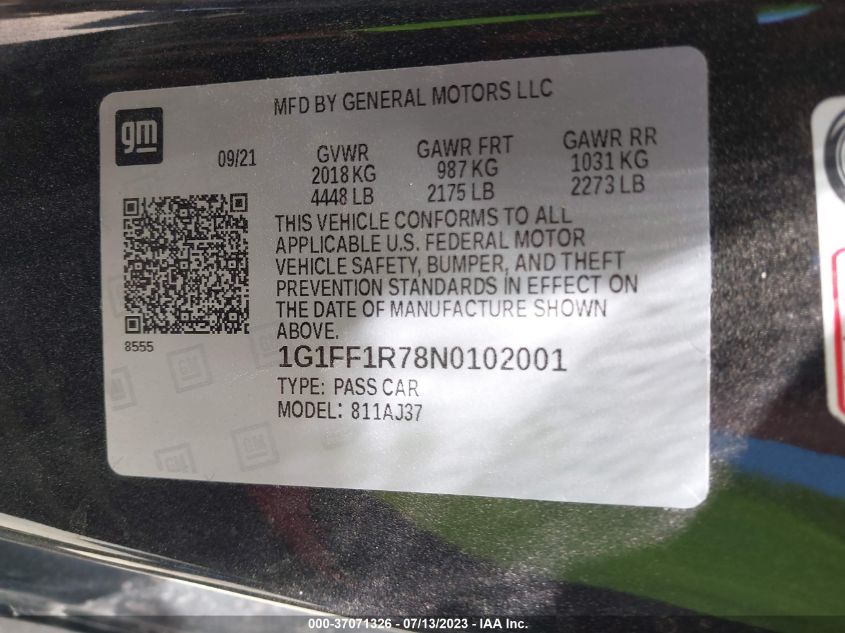 MFD BY GENERAL MOTORS LLC
gm
09/21
GVWR
2018 KG
4448 LB
GAWR FRT
987 KG
2175 LB
GAWR RR
1031 KG
2273 LB
THIS VEHICLE CONFORMS TO ALL
APPLICABLE U.S. FEDERAL MOTOR
VEHICLE SAFETY, BUMPER, AND THEFT
PREVENTION STANDARDS IN EFFECT ON
THE DATE OF MANUFACTURE SHOWN
ABOVE.
8555
1G1FF1R78N0102001
TYPE: PASS CAR
MODEL: 811AJ37
000-37071326 - 07/13/2023 - IAA Inc.